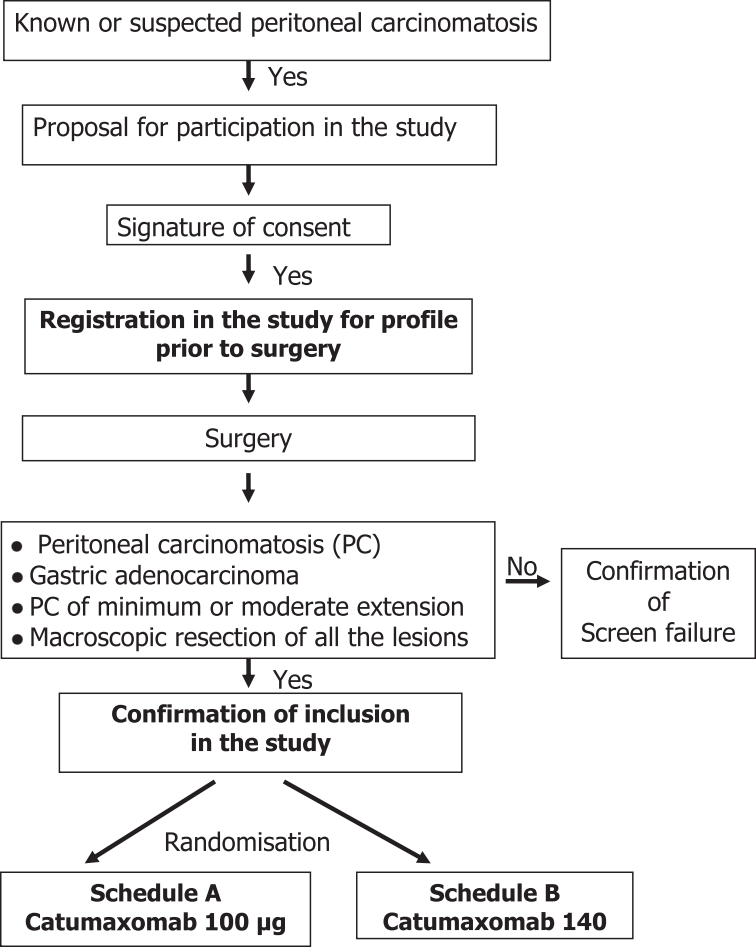 Known or suspected peritoneal carcinomatosis
Yes
Proposal for participation in the study
Signature of consent
Yes
Registration in the study for profile
prior to surgery
Surgery
● Peritoneal carcinomatosis (PC)
● Gastric adenocarcinoma
● PC of minimum or moderate extension
● Macroscopic resection of all the lesions
No
Confirmation
of
Screen failure
Yes
Confirmation of inclusion
in the study
Randomisation
Schedule A
Catumaxomab 100 µg
Schedule B
Catumaxomab 140